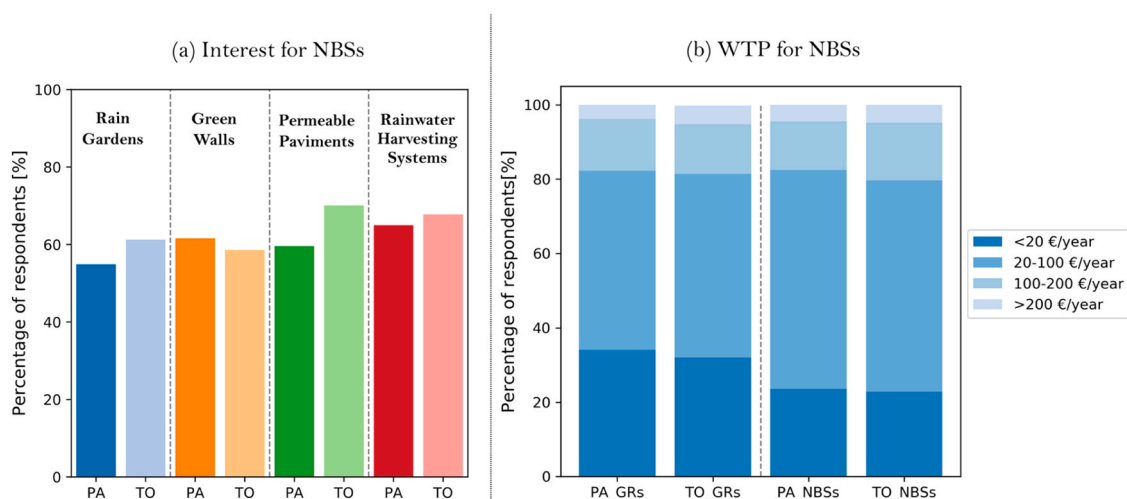 (a) Interest for NBSs
Percentage of respondents[%]
100
80
60
40
20
0
Rain
Gardens
Green
Walls
Permeable
Paviments
Rainwater
Harvesting
Systems
PA TO PA TO PA TO PA TO
(b) WTP for NBSs
Percentage of respondents[%]
100
80
60
40
20
0
PA GRs TO GRs PA NBSs TO NBSs
<20 €/year
20-100 €/year
100-200 €/year
>200 €/year